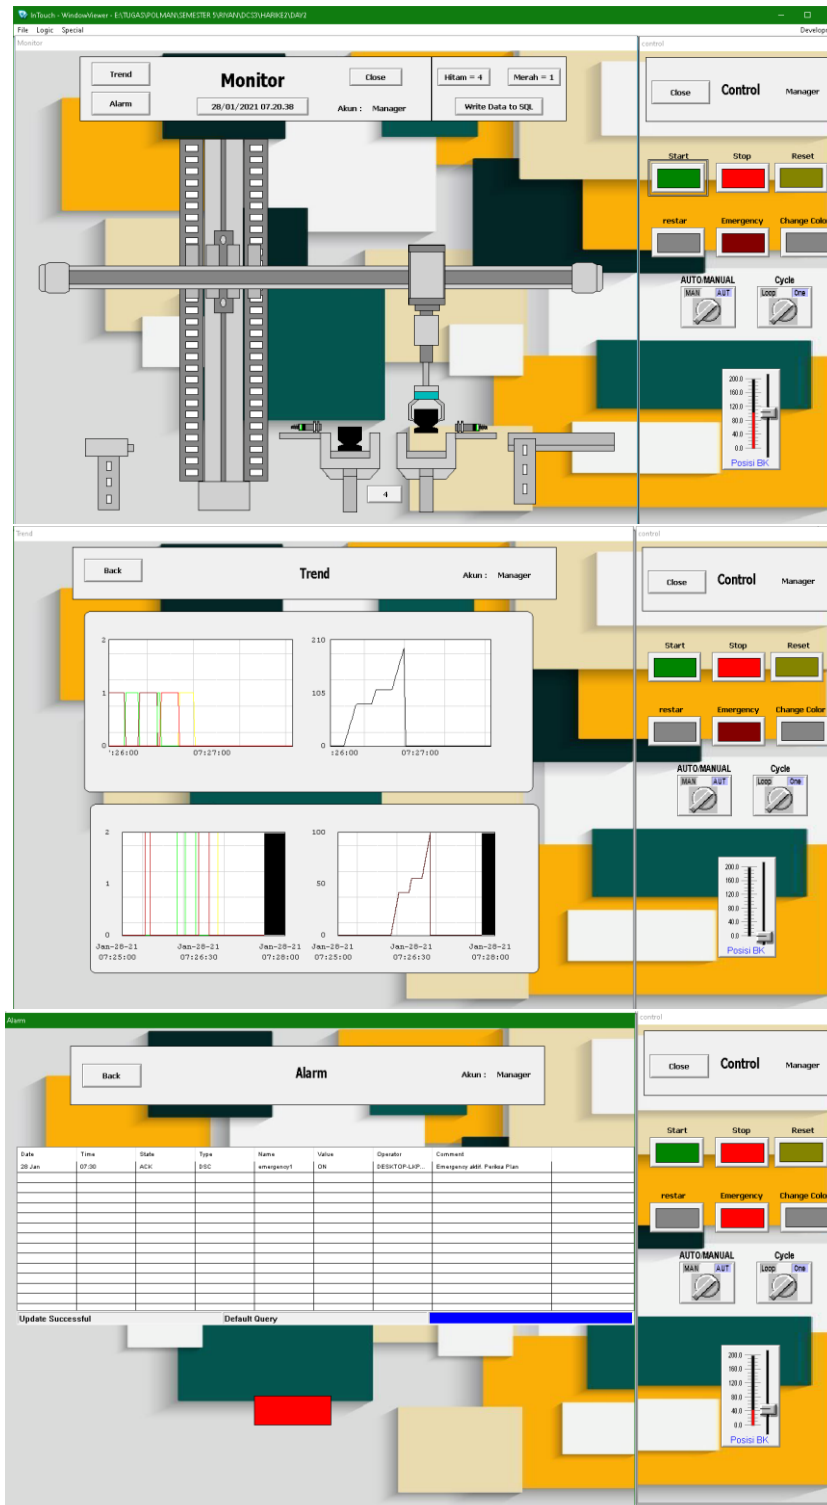 InTouch - WindowViewer - E:\TUGAS\POLMAN\SEMESTER 5\RIYAN\DCS3\HARIKE2\DAY2
File Logic Special
Develop
Monitor
control
Trend
Monitor
Close
Hitam = 4
Merah = 1
Alarm
28/01/2021 07.20.38
Akun : Manager
Write Data to SQL
Close
Control
Manager
Start Stop Reset
restar Emergency Change Colo
AUTO/MANUAL Cycle
MAN AUT Loop One
200.0
160.0
120.0
80.0
40.0
0.0
Posisi BK
4
Trend
control
Back
Trend
Akun : Manager
Close
Control
Manager
2
1
0
:26:00 07:27:00
210
105
0
:26:00 07:27:00
2
1
0
Jan-28-21 Jan-28-21 Jan-28-21
07:25:00 07:26:30 07:28:00
100
50
0
Jan-28-21 Jan-28-21 Jan-28-21
07:25:00 07:26:30 07:28:00
Start Stop Reset
restar Emergency Change Color
AUTO/MANUAL Cycle
MAN AUT Loop One
200.0
160.0
120.0
80.0
40.0
0.0
Posisi BK
Alarm
control
Back
Alarm
Akun : Manager
Close
Control
Manager
Date Time State Type Name Value Operator Comment
28 Jan 07:30 ACK DSC emergency1 ON DESKTOP-LKP... Emergency aktif. Periksa Plan
Update Successful
Default Query
Start Stop Reset
restar Emergency Change Colo
AUTO/MANUAL Cycle
MAN AUT Loop One
200.0
160.0
120.0
80.0
40.0
0.0
Posisi BK